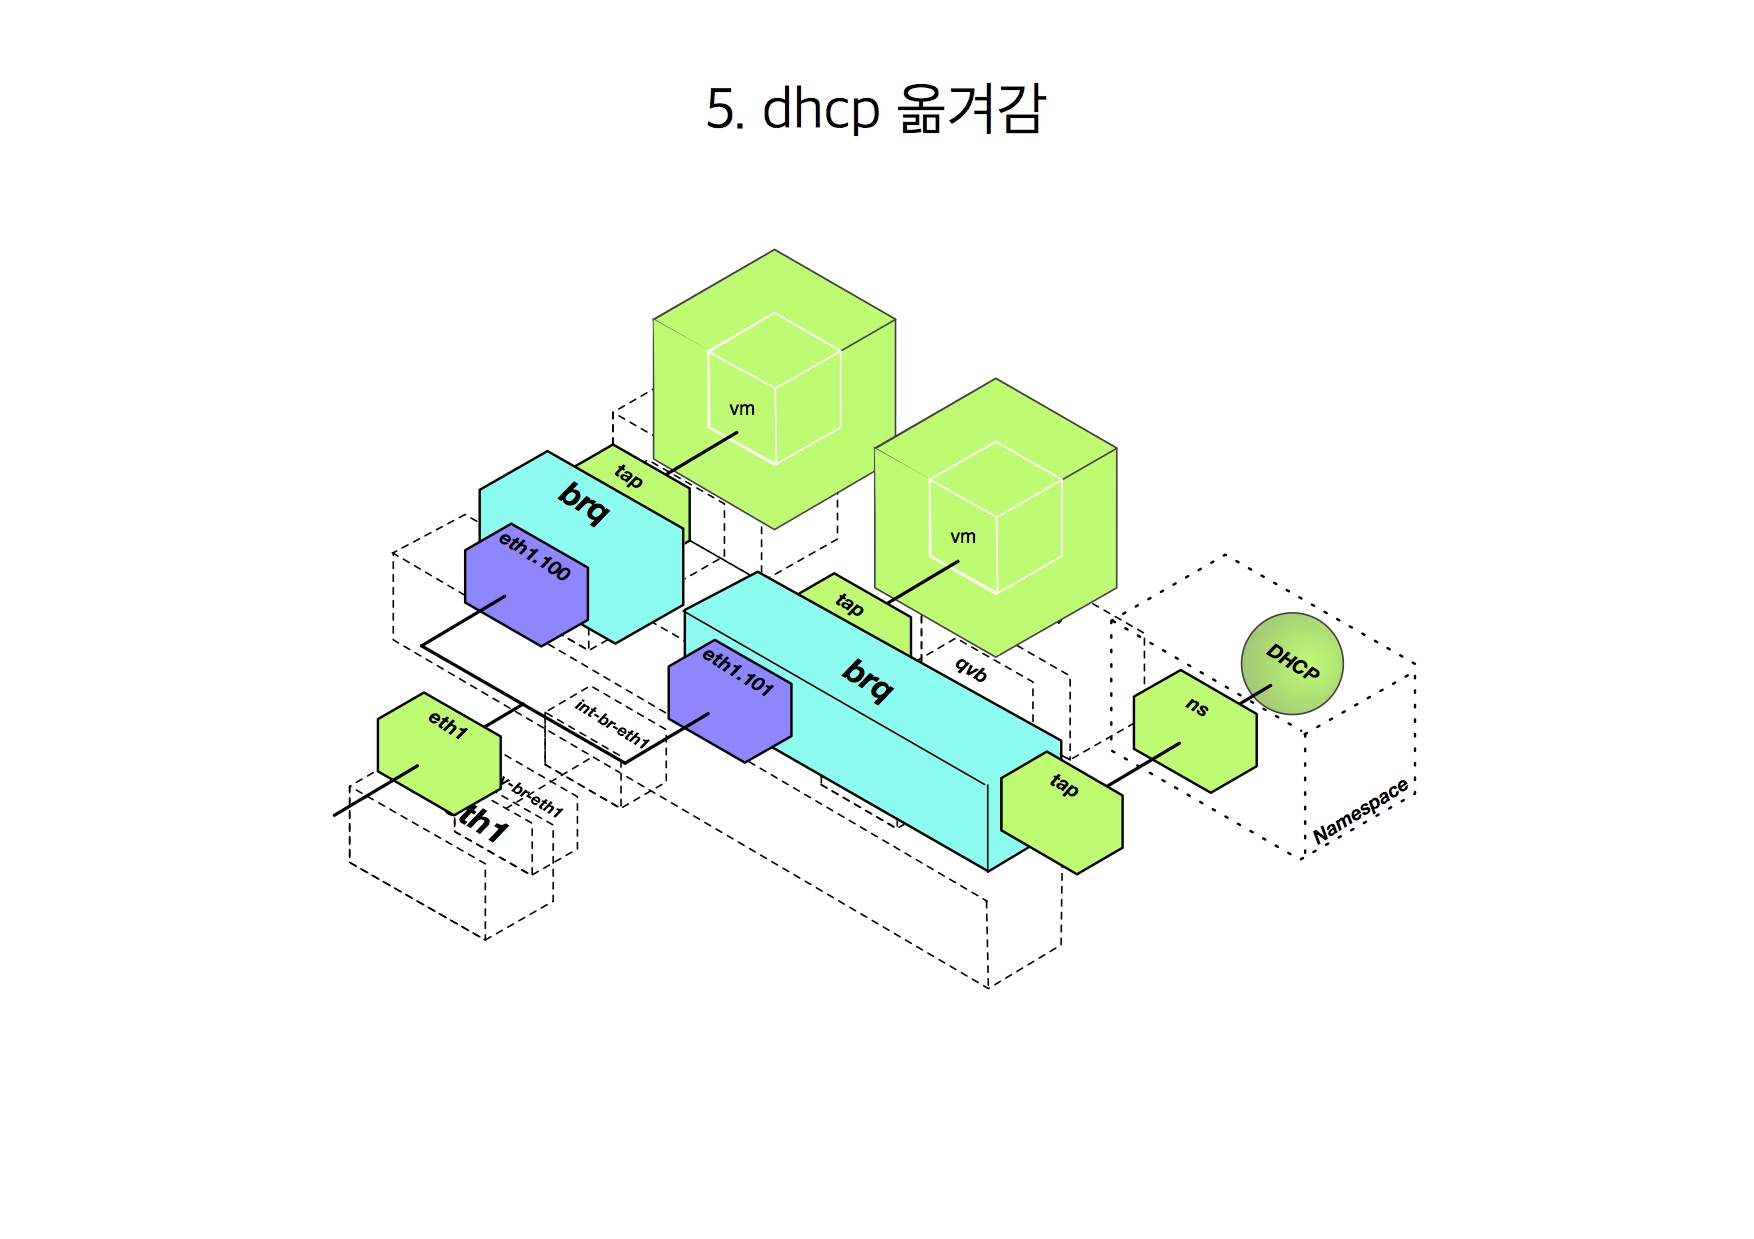 5. dhcp 옮겨감
vm
vm
tap
brq
eth1.100
tap
qvb
brq
eth1.101
int-br-eth1
eth1
DHCP
ns
tap
Namespace
y-br-eth1
th1